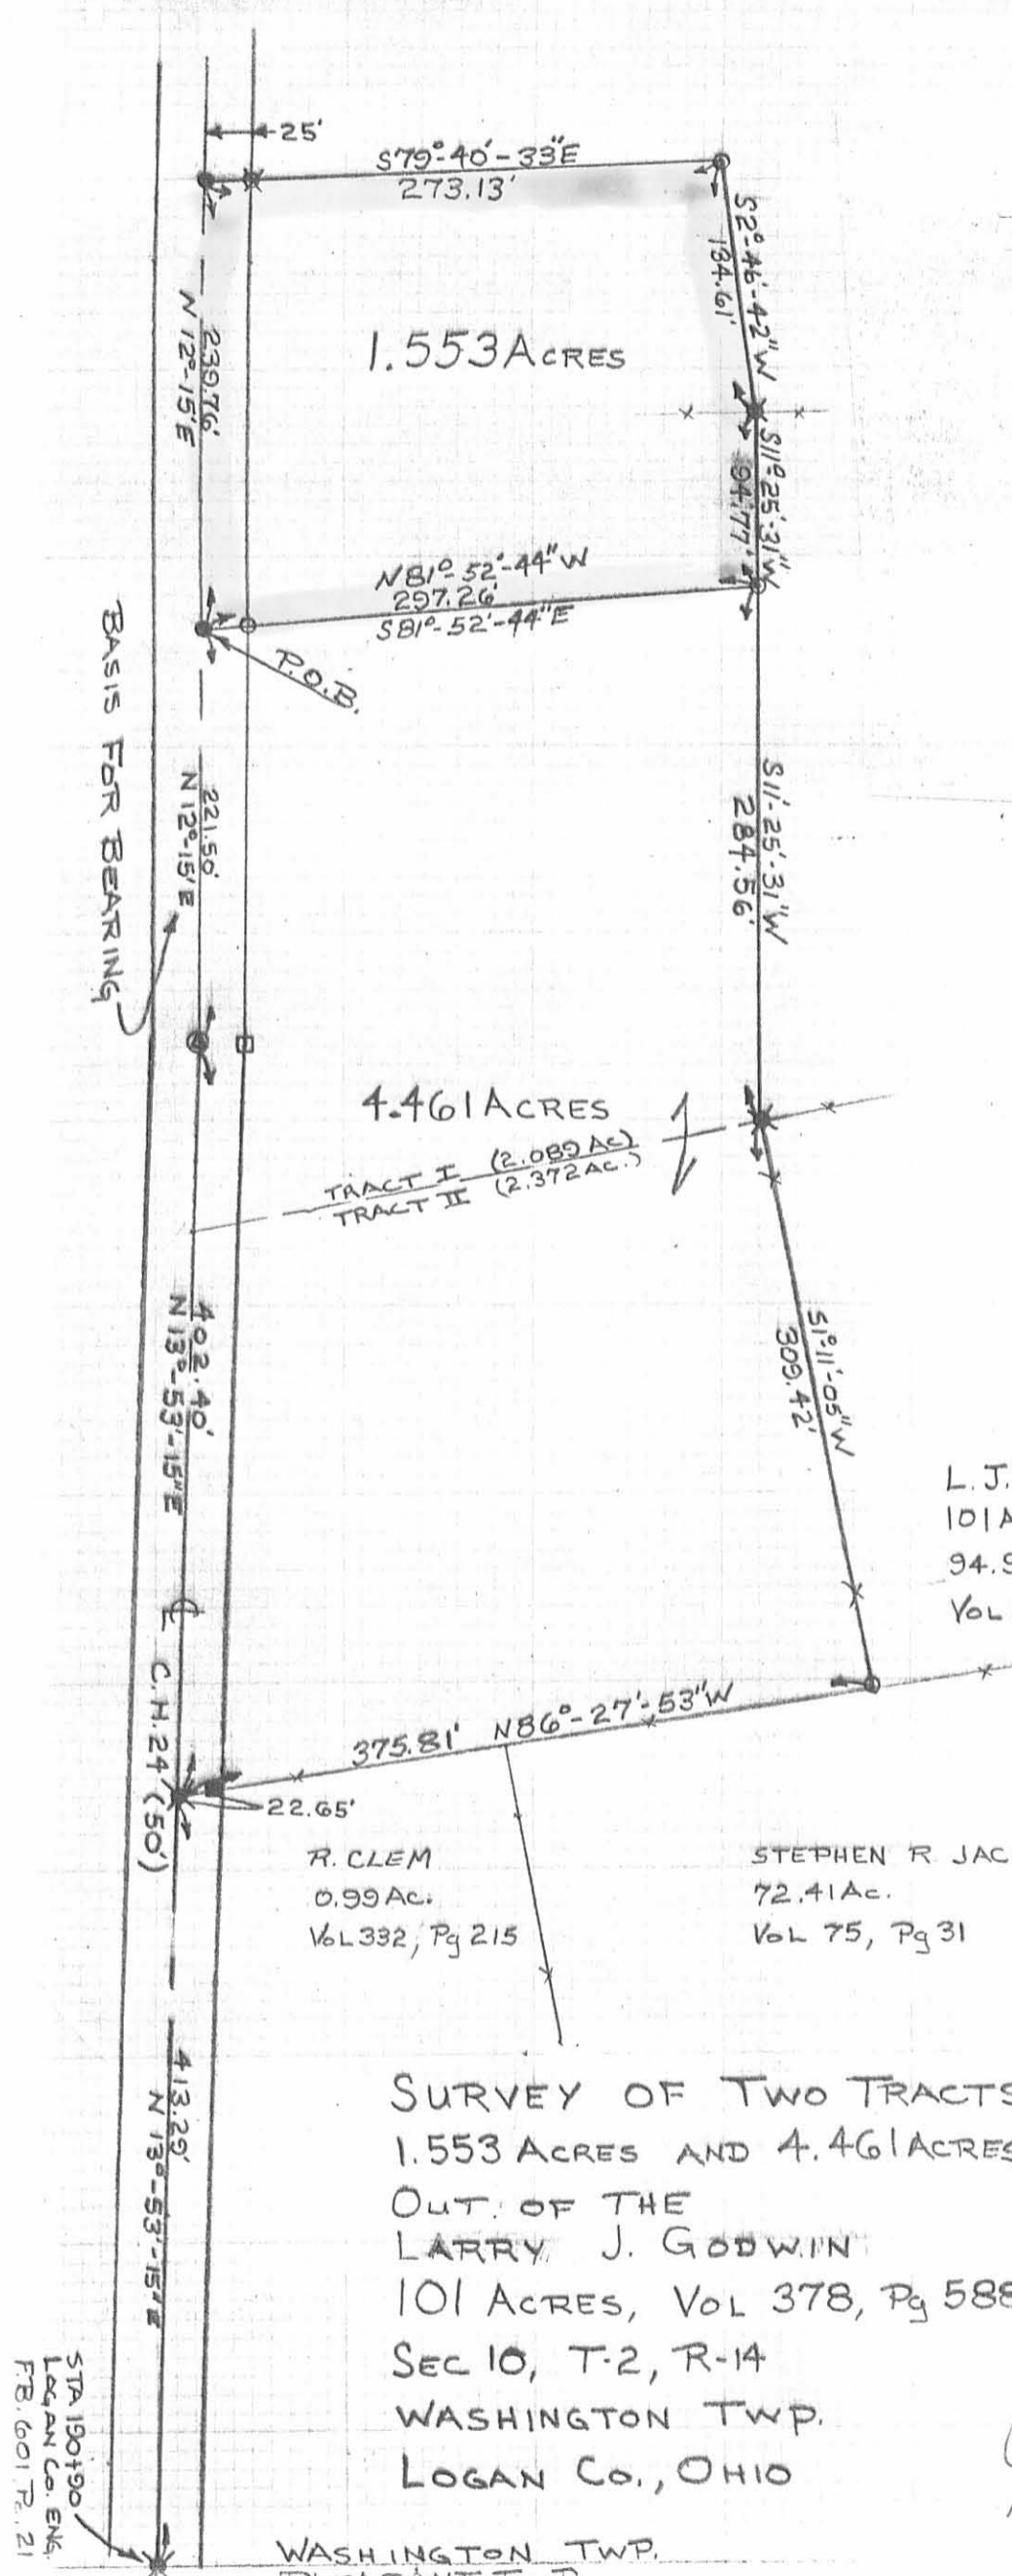 25'
S79°-40'-33"E
273.13'
S2°-46'-42"W
134.61'
1.553 ACRES
239.76'
N 12°-15'E
S11°-25'-31"W
94.77'
N81°-52'-44"W
297.26'
S81°-52'-44"E
P.O.B.
BASIS FOR BEARING
221.50'
N 12°-15'E
S11°-25'-31"W
284.56'
4.461 ACRES
TRACT I (2.089 AC)
TRACT II (2.372 AC.)
402.40'
N 13°-53'-15"E
S1°-11'-05"W
309.42'
L.J.
101 A
94.9
VOL
375.81' N86°-27'-53"W
22.65'
℄ C.H. 24 (50')
R. CLEM
0.99 AC.
VOL 332, Pg 215
STEPHEN R. JAC
72.41 AC.
VOL 75, Pg 31
413.29'
N 13°-53'-15"E
SURVEY OF TWO TRACTS
1.553 ACRES AND 4.461 ACRES
OUT OF THE
LARRY J. GODWIN
101 ACRES, VOL 378, Pg 588
SEC 10, T-2, R-14
WASHINGTON TWP.
LOGAN CO., OHIO
STA 190+90
LOGAN CO. ENG.
F.B. 601, P. 21
WASHINGTON TWP.